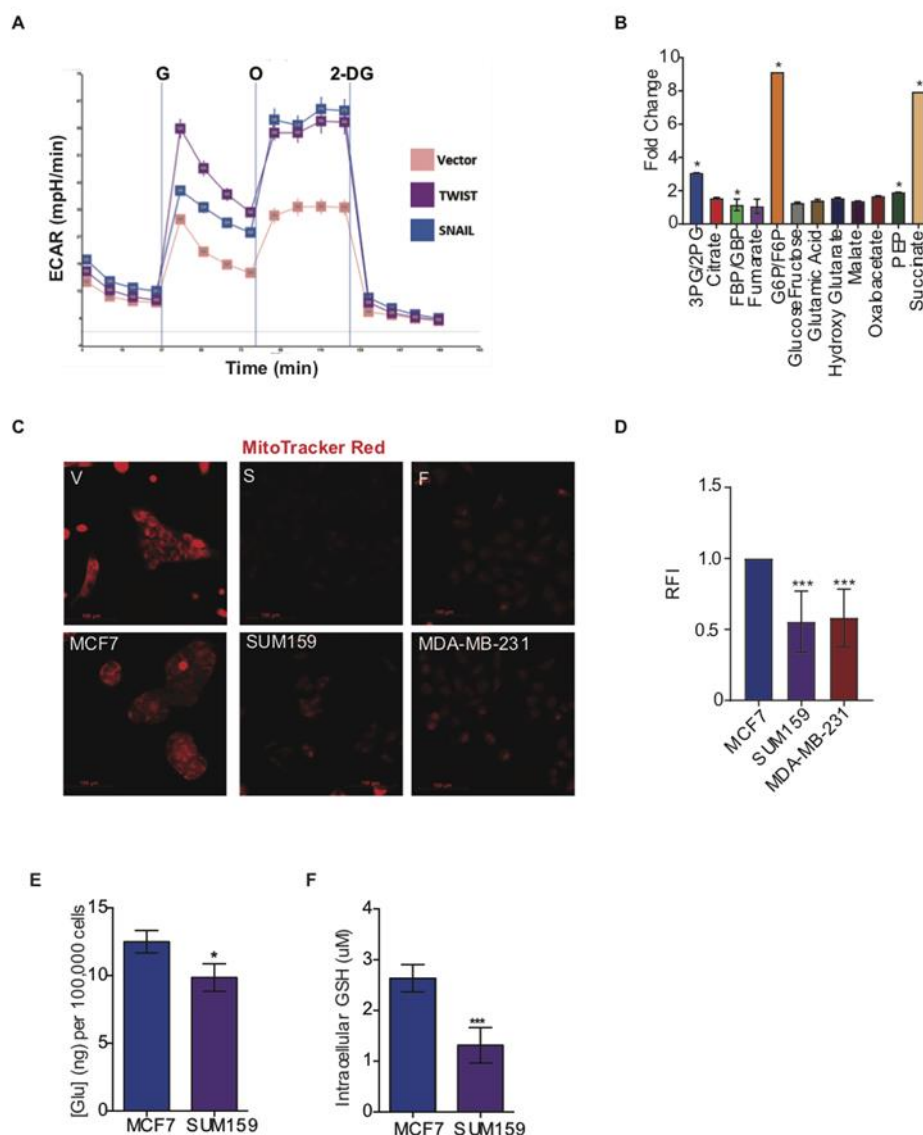 A
G O 2-DG
ECAR (mpH/min)
Vector
TWIST
SNAIL
Time (min)
B
Fold Change
10
8
6
4
2
0
* * * * *
3PG/2PG
Citrate
FBP/GBP
Fumarate
G6P/F6P
Glucose Fructose
Glutamic Acid
Hydroxy Glutarate
Malate
Oxaloacetate
PEP
Succinate
C
MitoTracker Red
V S F
MCF7 SUM159 MDA-MB-231
D
RFI
1.5
1.0
0.5
0
*** ***
MCF7
SUM159
MDA-MB-231
E
[Glu] (ng) per 100,000 cells
15
10
5
0
*
MCF7 SUM159
F
Intracellular GSH (uM)
4
3
2
1
0
***
MCF7 SUM159